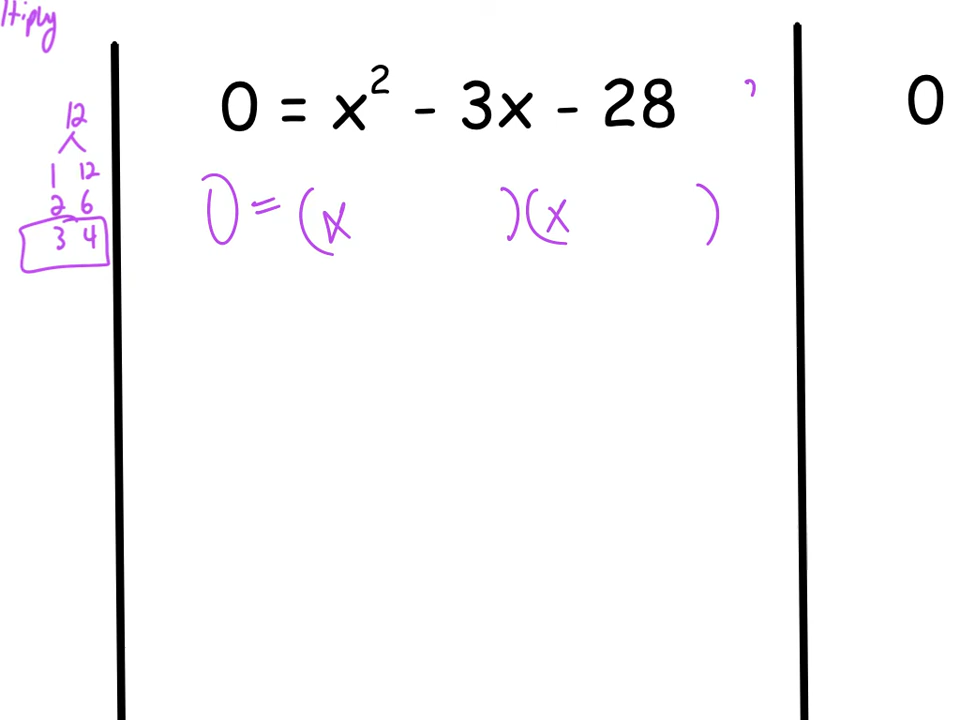 ltiply
0 = x² - 3x - 28
0
12
1 12
2 6
3 4
0 = (x )(x )